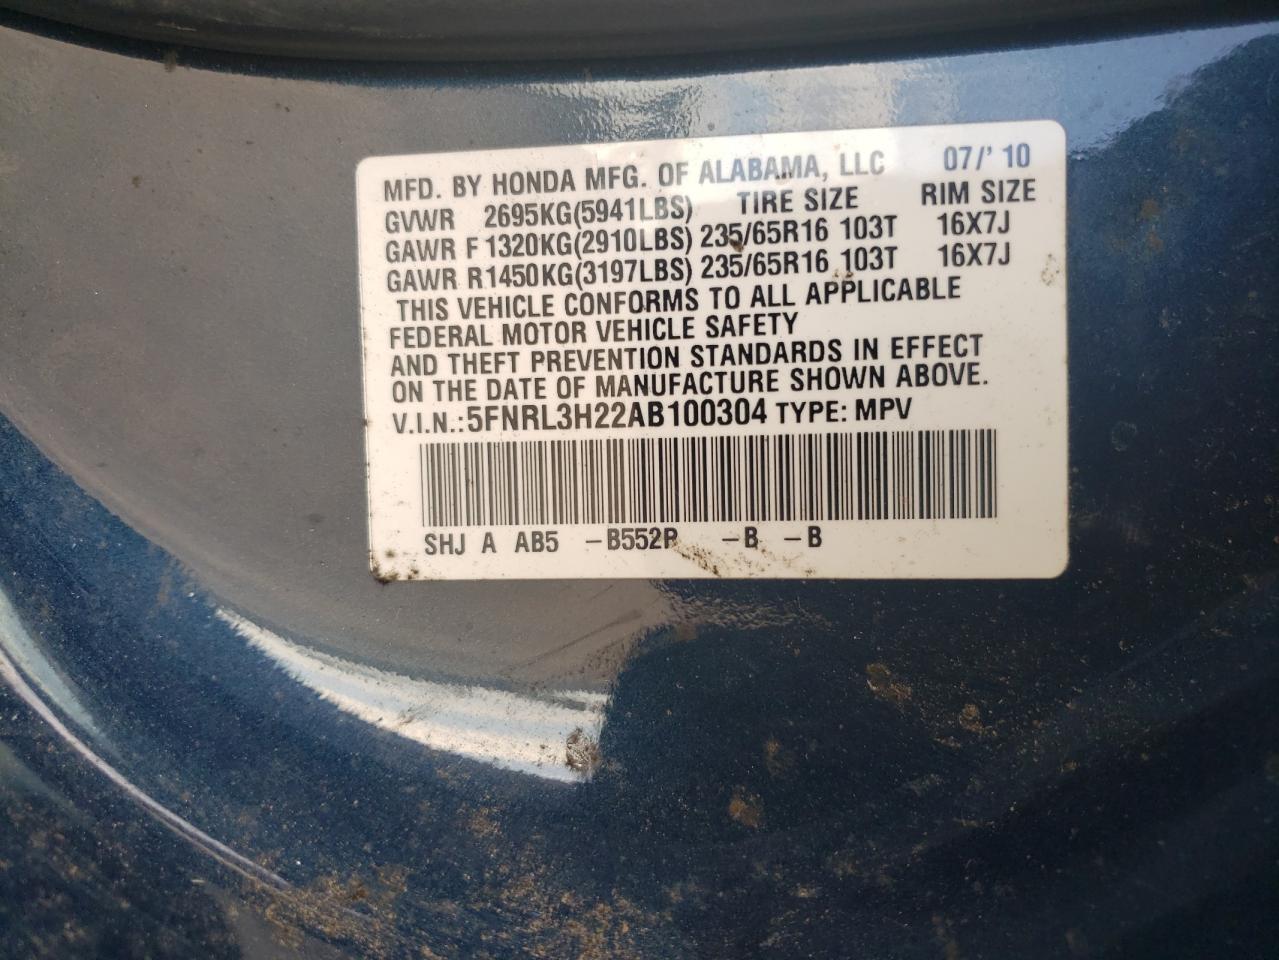 MFD. BY HONDA MFG. OF ALABAMA, LLC 07/'10
GVWR 2695KG(5941LBS) TIRE SIZE RIM SIZE
GAWR F 1320KG(2910LBS) 235/65R16 103T 16X7J
GAWR R1450KG(3197LBS) 235/65R16 103T 16X7J
THIS VEHICLE CONFORMS TO ALL APPLICABLE
FEDERAL MOTOR VEHICLE SAFETY
AND THEFT PREVENTION STANDARDS IN EFFECT
ON THE DATE OF MANUFACTURE SHOWN ABOVE.
V.I.N.:5FNRL3H22AB100304 TYPE: MPV
SHJ A AB5 –B552P –B –B